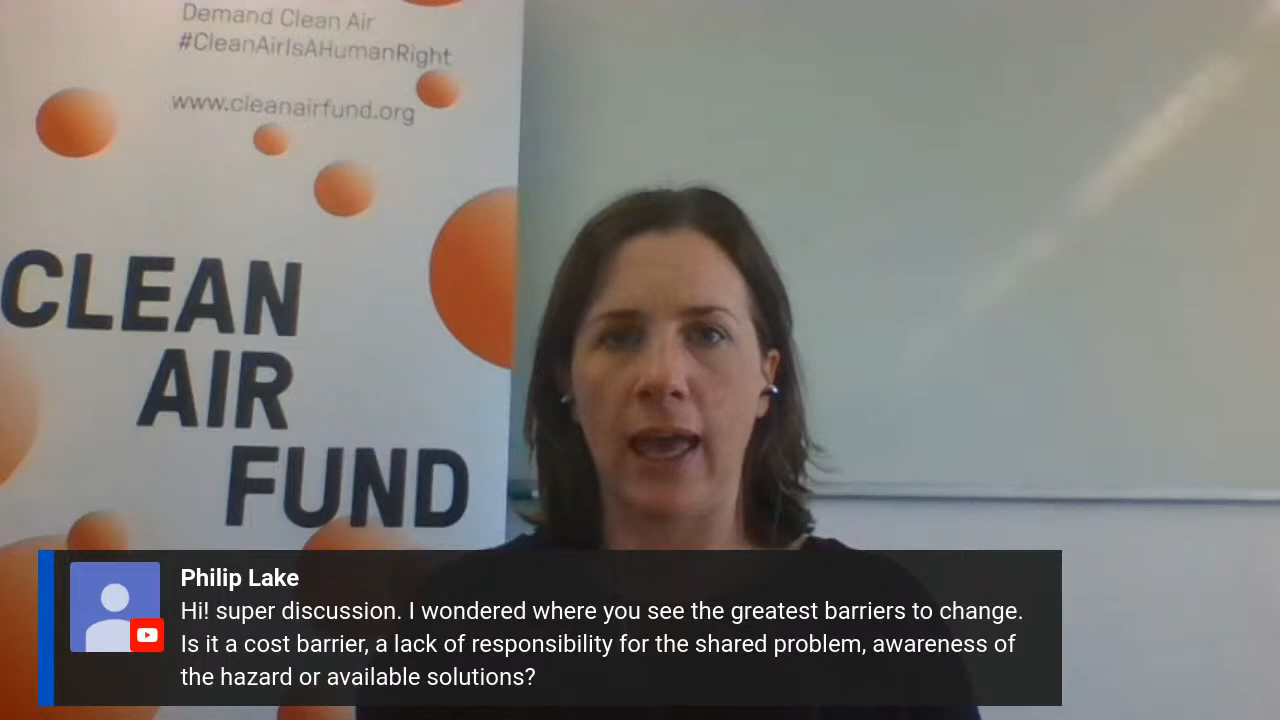 Demand Clean Air
#CleanAirIsAHumanRight
www.cleanairfund.org
CLEAN
AIR
FUND
Philip Lake
Hi! super discussion. I wondered where you see the greatest barriers to change.
Is it a cost barrier, a lack of responsibility for the shared problem, awareness of
the hazard or available solutions?